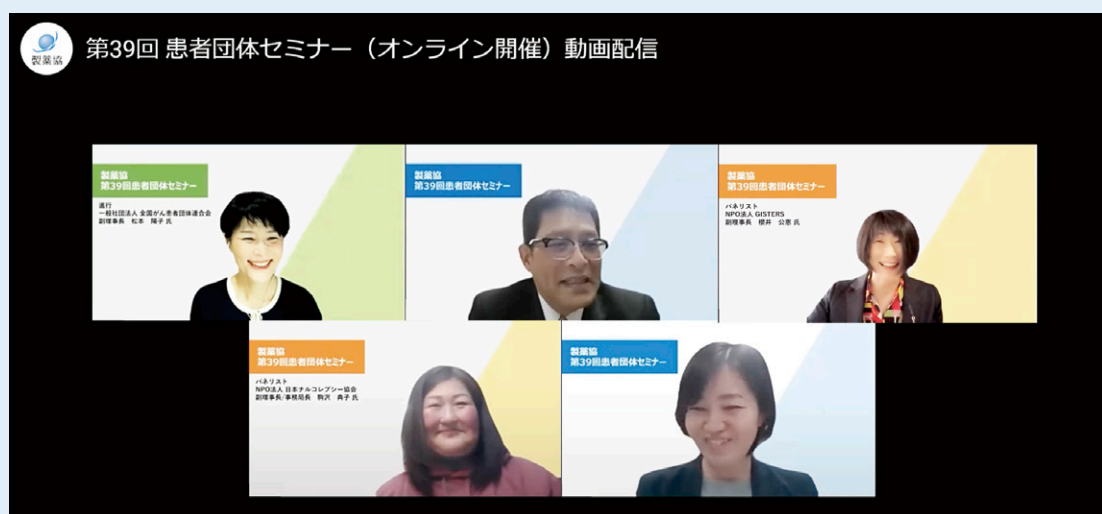 製薬協
第39回 患者団体セミナー（オンライン開催）動画配信
製薬協
第39回患者団体セミナー
進行
一般社団法人 全国がん患者団体連合会
副理事長 松本 陽子 氏
製薬協
第39回患者団体セミナー
製薬協
第39回患者団体セミナー
パネリスト
NPO法人 GISTERS
副理事長 櫻井 公恵 氏
製薬協
第39回患者団体セミナー
パネリスト
NPO法人 日本ナルコレプシー協会
副理事長/事務局長 駒沢 典子 氏
製薬協
第39回患者団体セミナー